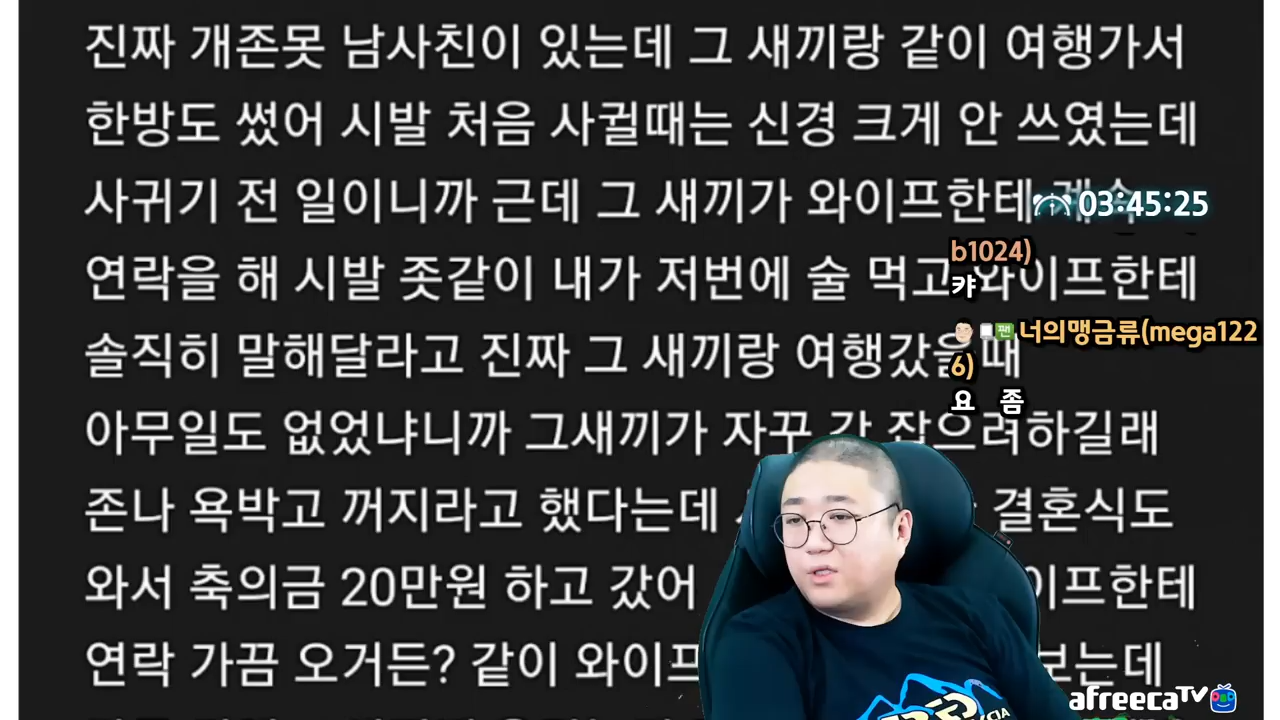 진짜 개존못 남사친이 있는데 그 새끼랑 같이 여행가서
한방도 썼어 시발 처음 사귈때는 신경 크게 안 쓰였는데
사귀기 전 일이니까 근데 그 새끼가 와이프한테
03:45:25
연락을 해 시발 좃같이 내가 저번에 술 먹고 와이프한테
솔직히 말해달라고 진짜 그 새끼랑 여행갔을때
아무일도 없었냐니까 그새끼가 자꾸 잡으려하길래
존나 욕박고 꺼지라고 했다는데 결혼식도
와서 축의금 20만원 하고 갔어 이프한테
연락 가끔 오거든? 같이 와이프 보는데
b1024)
캬
너의맹금류(mega122
6)
요 좀
afreecaTV